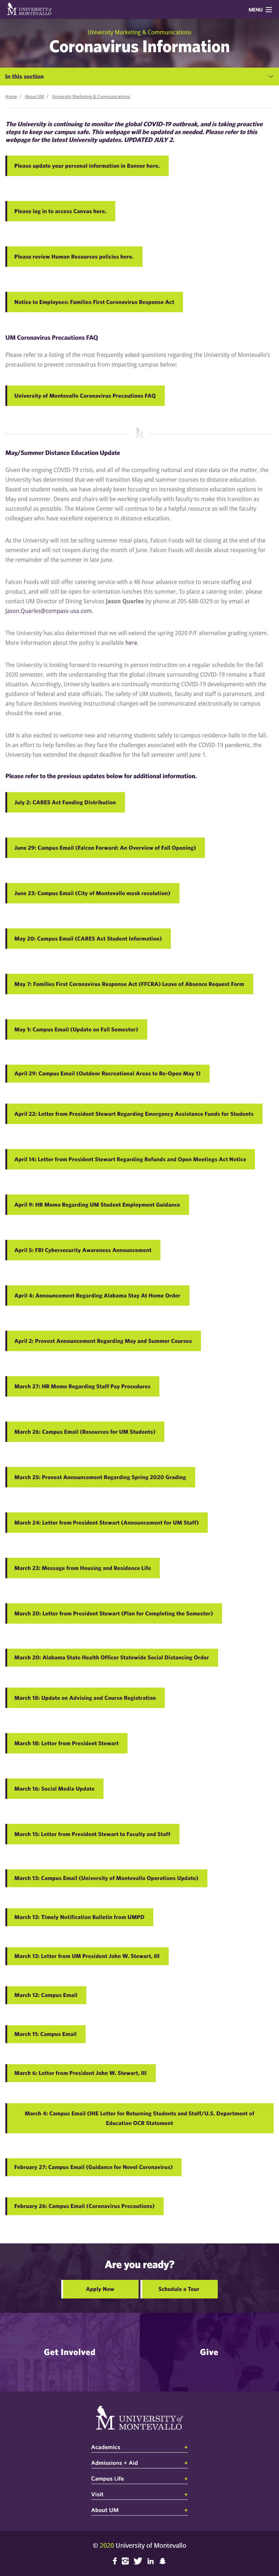 UNIVERSITY of
MONTEVALLO
MENU
University Marketing & Communications
Coronavirus Information
In this section
Home / About UM / University Marketing & Communications
The University is continuing to monitor the global COVID-19 outbreak, and is taking proactive
steps to keep our campus safe. This webpage will be updated as needed. Please refer to this
webpage for the latest University updates. UPDATED JULY 2.
Please update your personal information in Banner here.
Please log in to access Canvas here.
Please review Human Resources policies here.
Notice to Employees: Families First Coronavirus Response Act
UM Coronavirus Precautions FAQ
Please refer to a listing of the most frequently asked questions regarding the University of Montevallo's
precautions to prevent coronavirus from impacting campus below:
University of Montevallo Coronavirus Precautions FAQ
May/Summer Distance Education Update
Given the ongoing COVID-19 crisis, and all of the compelling national and state data on the matter, the
University has determined that we will transition May and summer courses to distance education.
Based on student needs, we have already been focusing on increasing distance education options in
May and summer. Deans and chairs will be working carefully with faculty to make this transition as
successful as possible. The Malone Center will continue to be a helpful resource as well as the faculty
colleagues who have expertise and experience in distance education.
As the University will not be selling summer meal plans, Falcon Foods will be closing at the end of the
semester and will not reopen until the 'modified' summer camps in June. Falcon Foods will decide about reopening for
the remainder of the summer in late June.
Falcon Foods will still offer catering service with a 48-hour advance notice to secure staffing and
product, and will still be open for orientation lunches this summer. To place a catering order, please
contact UM Director of Dining Services Jason Quarles by phone at 205-688-0329 or by email at
Jason.Quarles@compass-usa.com.
The University has also determined that we will extend the spring 2020 P/F alternative grading system.
More information about the policy is available here.
The University is looking forward to resuming in-person instruction on a regular schedule for the fall
2020 semester, with the understanding that the global climate surrounding COVID-19 remains a fluid
situation. Accordingly, University leaders are continuously monitoring COVID-19 developments with the
guidance of federal and state officials. The safety of UM students, faculty and staff is paramount, and
any future decisions involving instructional changes will be communicated electronically to campus
should the need arise.
UM is also excited to welcome new and returning students safely to campus residence halls in the fall.
In an effort to help families as they face the challenges associated with the COVID-19 pandemic, the
University has extended the deposit deadline for the fall semester until June 1.
Please refer to the previous updates below for additional information.
July 2: CARES Act Funding Distribution
June 29: Campus Email (Falcon Forward: An Overview of Fall Opening)
June 23: Campus Email (City of Montevallo mask resolution)
May 20: Campus Email (CARES Act Student Information)
May 7: Families First Coronavirus Response Act (FFCRA) Leave of Absence Request Form
May 1: Campus Email (Update on Fall Semester)
April 29: Campus Email (Outdoor Recreational Areas to Re-Open May 1)
April 22: Letter from President Stewart Regarding Emergency Assistance Funds for Students
April 14: Letter from President Stewart Regarding Refunds and Open Meetings Act Notice
April 9: HR Memo Regarding UM Student Employment Guidance
April 5: FBI Cybersecurity Awareness Announcement
April 4: Announcement Regarding Alabama Stay At Home Order
April 2: Provost Announcement Regarding May and Summer Courses
March 27: HR Memo Regarding Staff Pay Procedures
March 26: Campus Email (Resources for UM Students)
March 25: Provost Announcement Regarding Spring 2020 Grading
March 24: Letter from President Stewart (Announcement for UM Staff)
March 23: Message from Housing and Residence Life
March 20: Letter from President Stewart (Plan for Completing the Semester)
March 20: Alabama State Health Officer Statewide Social Distancing Order
March 18: Update on Advising and Course Registration
March 18: Letter from President Stewart
March 16: Social Media Update
March 15: Letter from President Stewart to Faculty and Staff
March 13: Campus Email (University of Montevallo Operations Update)
March 13: Timely Notification Bulletin from UMPD
March 13: Letter from UM President John W. Stewart, III
March 12: Campus Email
March 11: Campus Email
March 6: Letter from President John W. Stewart, III
March 4: Campus Email (IHE Letter for Returning Students and Staff/U.S. Department of
Education OCR Statement
February 27: Campus Email (Guidance for Novel Coronavirus)
February 26: Campus Email (Coronavirus Precautions)
Are you ready?
Apply Now
Schedule a Tour
Get Involved
Give
UNIVERSITY of
MONTEVALLO
Academics +
Admissions + Aid +
Campus Life +
Visit +
About UM +
© 2020 University of Montevallo